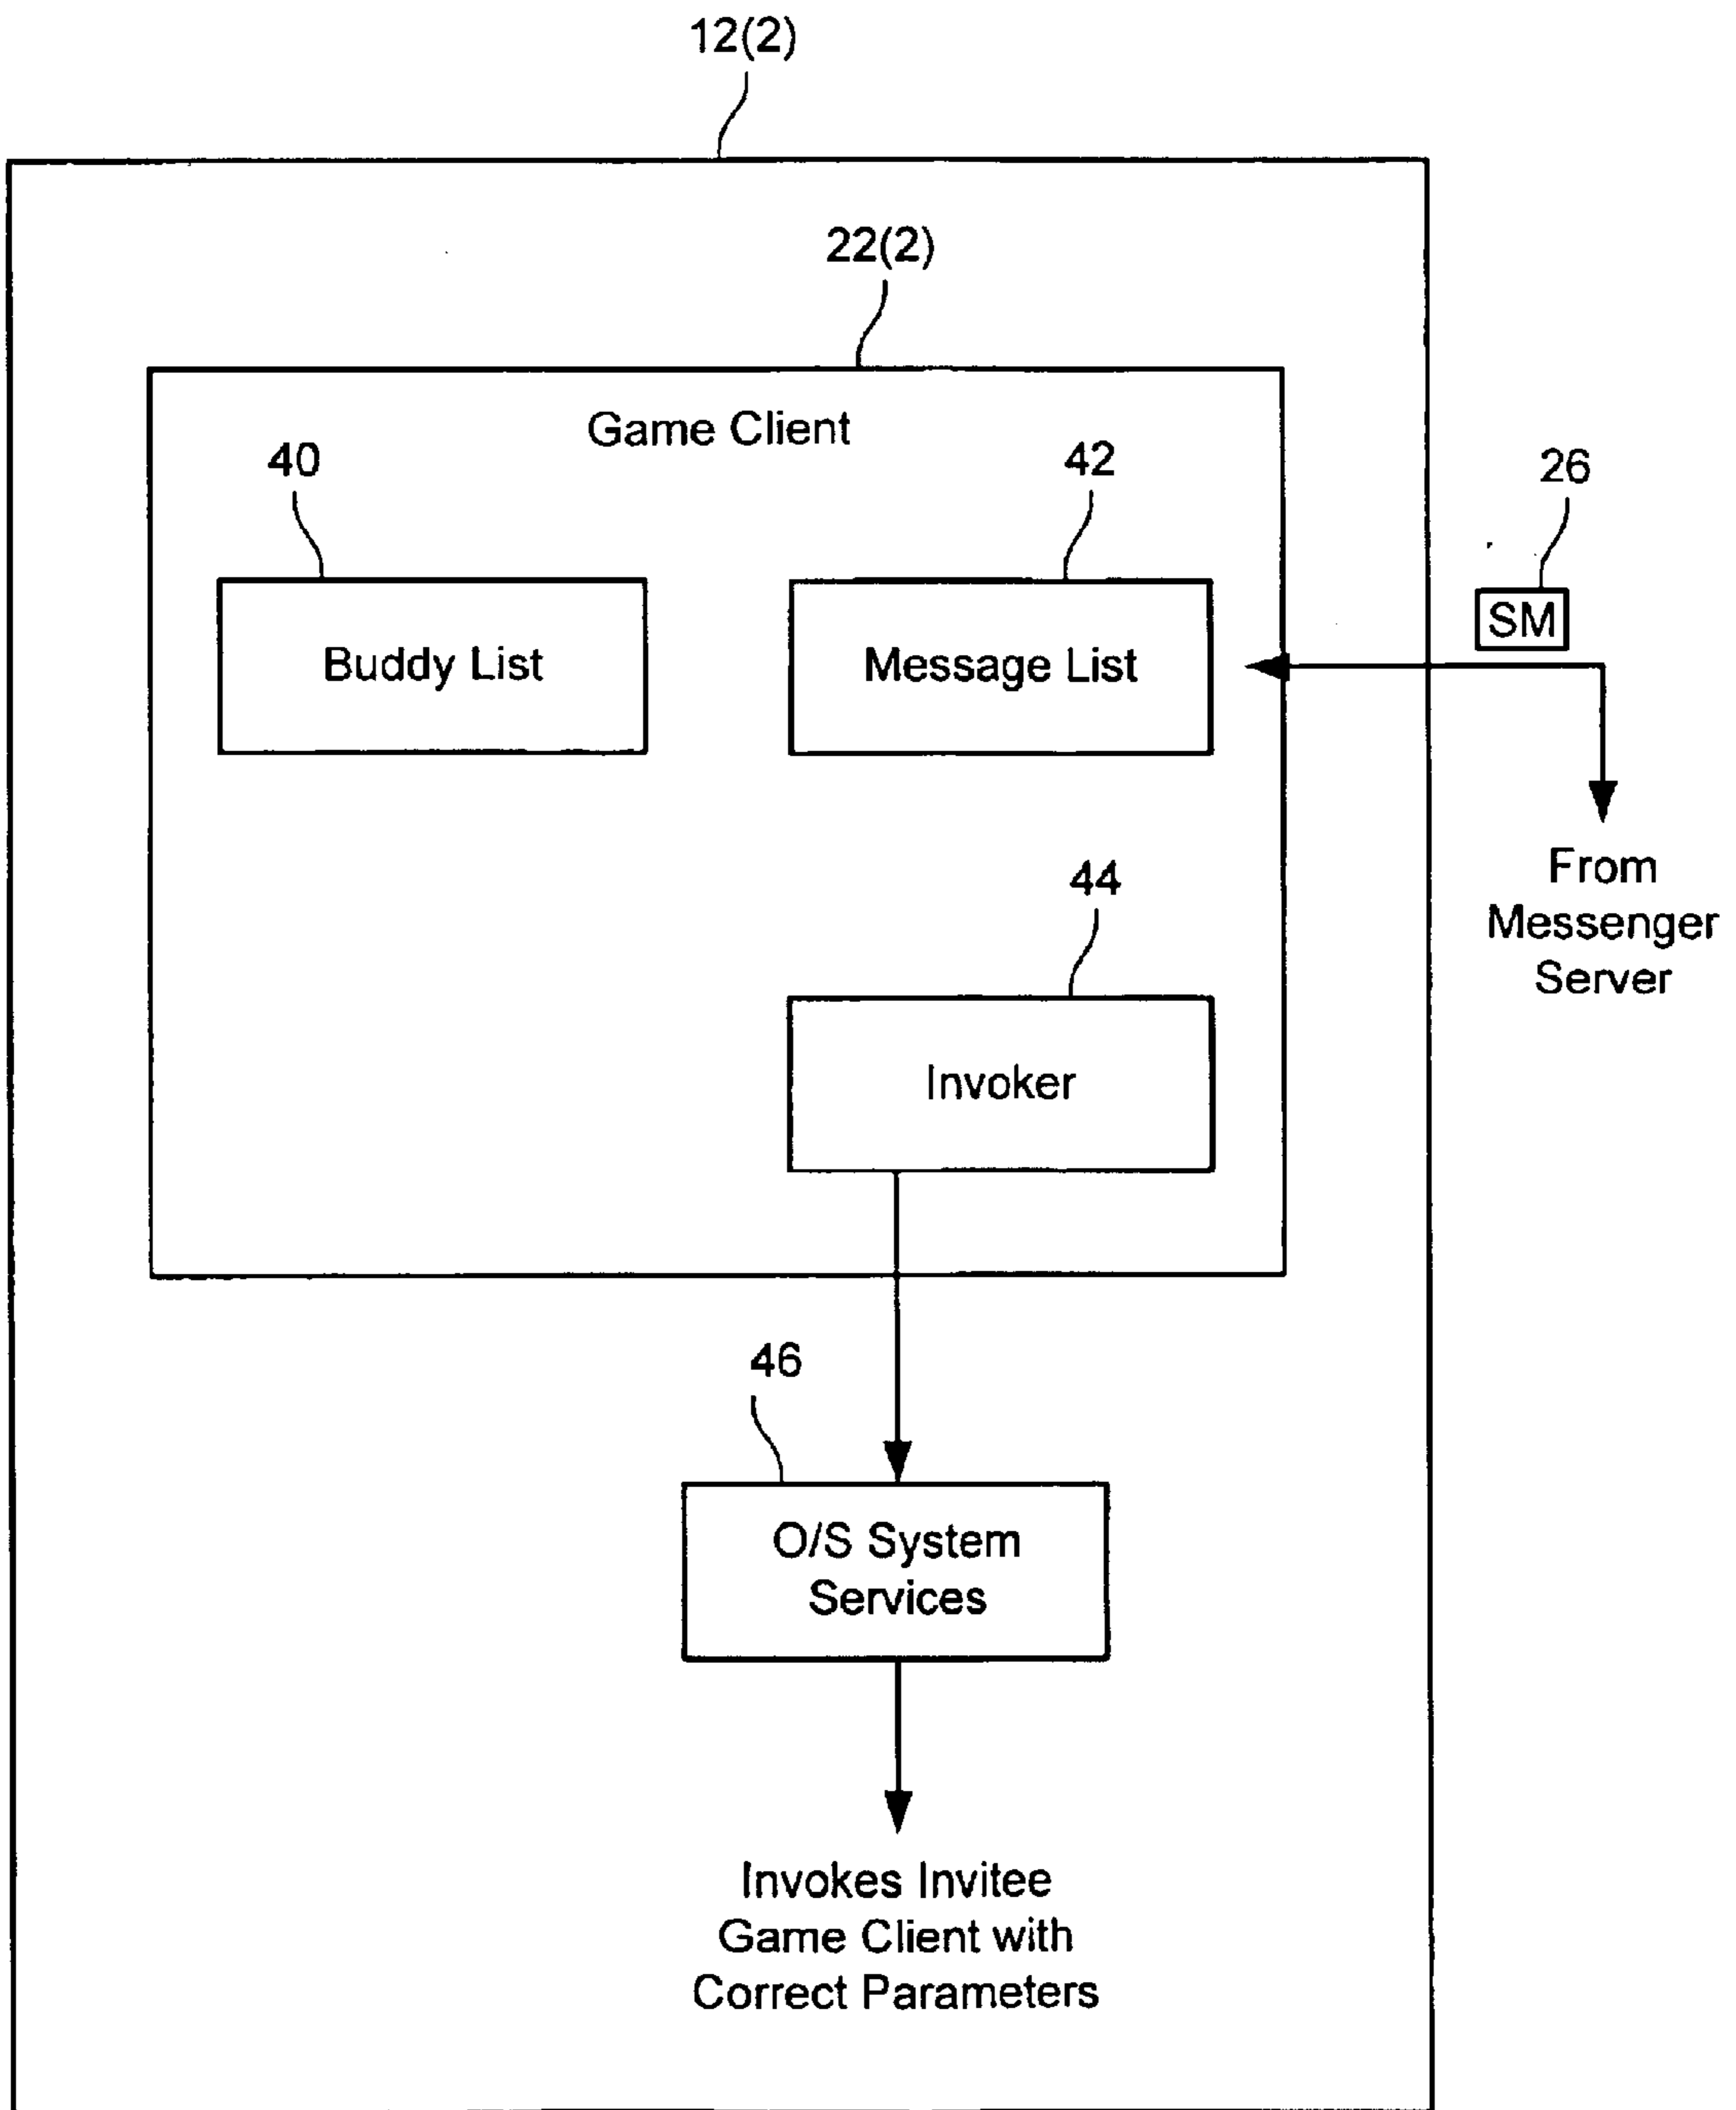 12(2)
22(2)
Game Client
40
42
26
SM
Buddy List
Message List
From
Messenger
Server
44
Invoker
46
O/S System
Services
Invokes Invitee
Game Client with
Correct Parameters